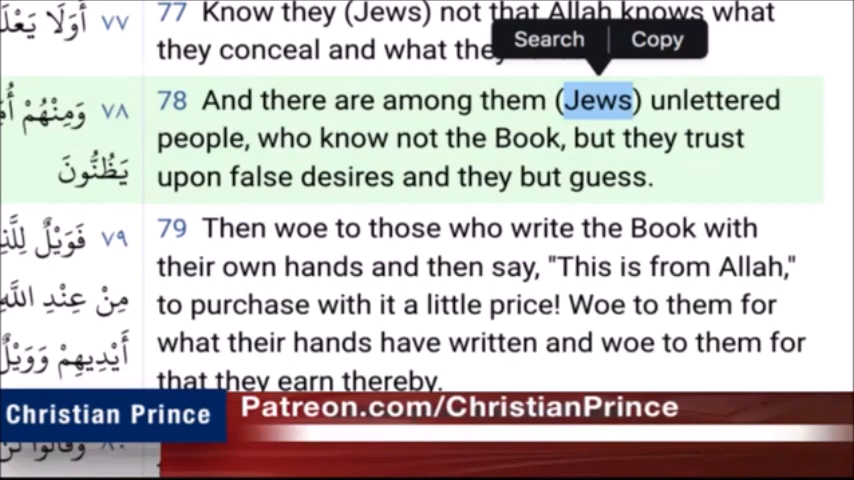 77 Know they (Jews) not that Allah knows what
they conceal and what they
Search | Copy
78 And there are among them (Jews) unlettered
people, who know not the Book, but they trust
upon false desires and they but guess.
79 Then woe to those who write the Book with
their own hands and then say, "This is from Allah,"
to purchase with it a little price! Woe to them for
what their hands have written and woe to them for
that they earn thereby.
٧٧ أَوَلَا
٧٨ وَمِنْهُمْ
يَظُنُّونَ
٧٩ فَوَيْلٌ
مِنْ عِنْدِ اللَّهِ
أَيْدِيهِمْ وَوَيْلٌ
Christian Prince
Patreon.com/ChristianPrince